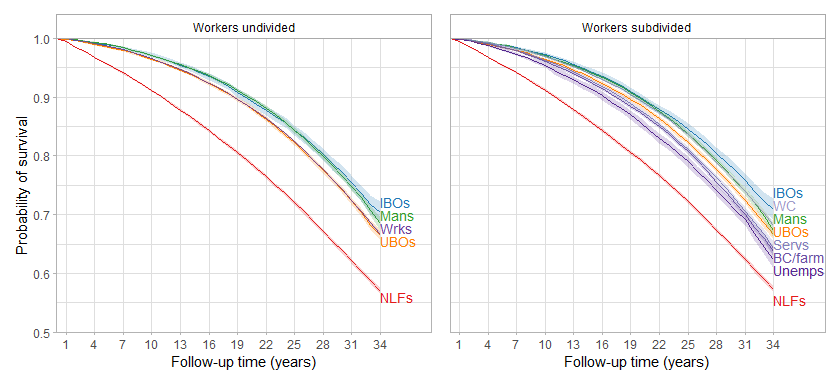 Workers undivided
Workers subdivided
Probability of survival
1.0
0.9
0.8
0.7
0.6
0.5
IBOs
Mans
Wrks
UBOs
NLFs
IBOs
WC
Mans
UBOs
Servs
BC/farm
Unemps
NLFs
1 4 7 10 13 16 19 22 25 28 31 34
1 4 7 10 13 16 19 22 25 28 31 34
Follow-up time (years)
Follow-up time (years)